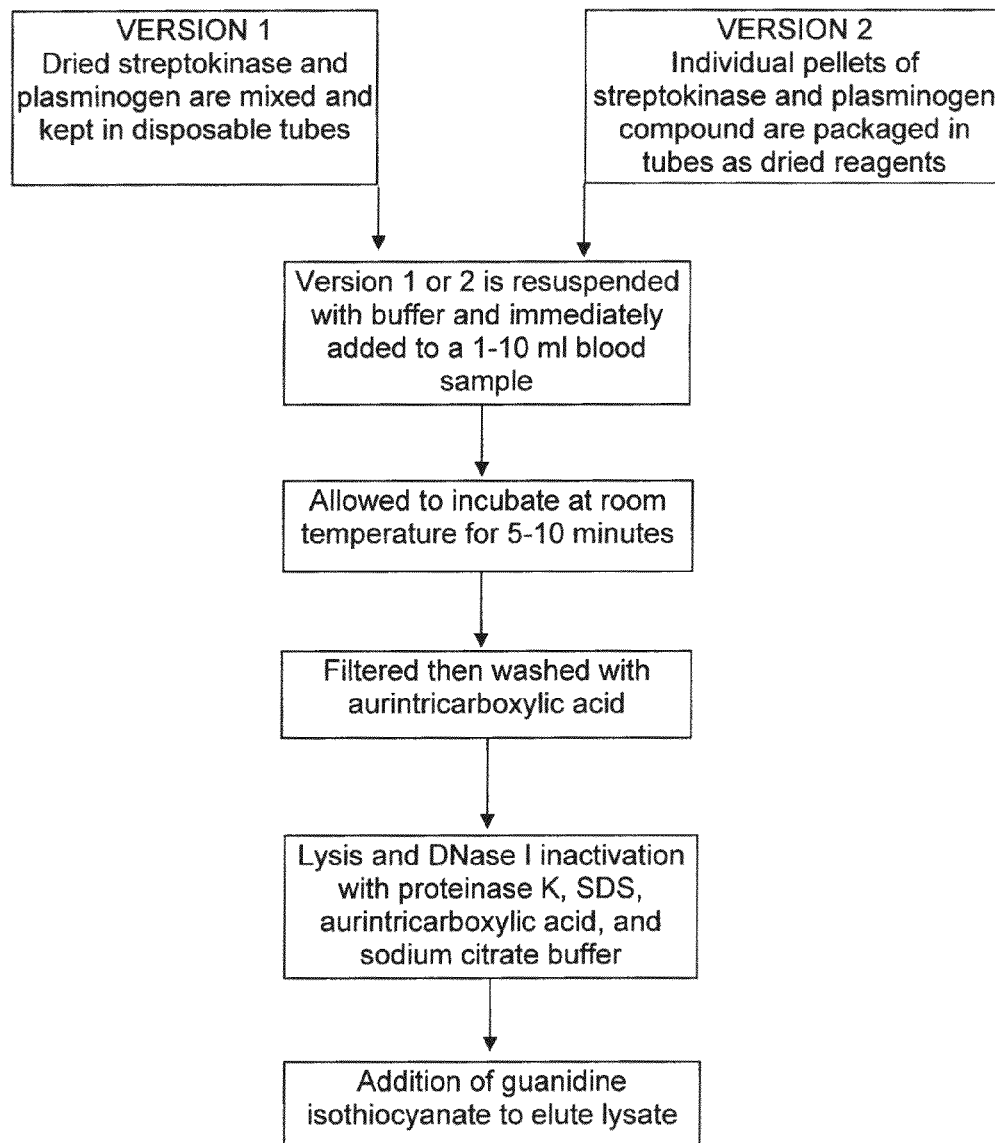 VERSION 1
Dried streptokinase and
plasminogen are mixed and
kept in disposable tubes
VERSION 2
Individual pellets of
streptokinase and plasminogen
compound are packaged in
tubes as dried reagents
Version 1 or 2 is resuspended
with buffer and immediately
added to a 1-10 ml blood
sample
Allowed to incubate at room
temperature for 5-10 minutes
Filtered then washed with
aurintricarboxylic acid
Lysis and DNase I inactivation
with proteinase K, SDS,
aurintricarboxylic acid, and
sodium citrate buffer
Addition of guanidine
isothiocyanate to elute lysate